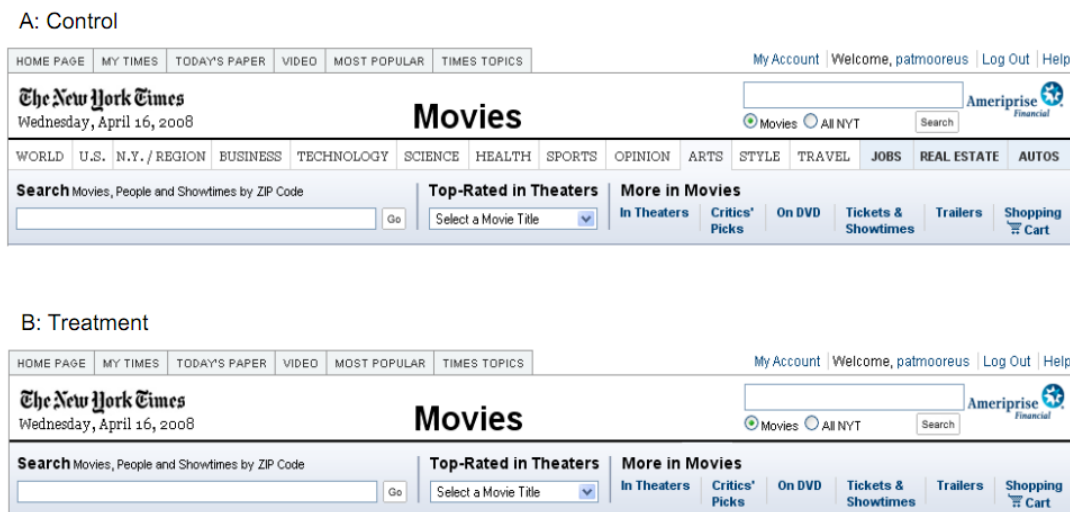 A: Control
HOME PAGE MY TIMES TODAY'S PAPER VIDEO MOST POPULAR TIMES TOPICS My Account Welcome, patmooreus Log Out Help
The New York Times
Wednesday, April 16, 2008
Movies
Movies All NYT Search
Ameriprise
Financial
WORLD U.S. N.Y. / REGION BUSINESS TECHNOLOGY SCIENCE HEALTH SPORTS OPINION ARTS STYLE TRAVEL JOBS REAL ESTATE AUTOS
Search Movies, People and Showtimes by ZIP Code
Go
Top-Rated in Theaters
Select a Movie Title
More in Movies
In Theaters Critics' On DVD Tickets & Trailers Shopping
Picks Showtimes Cart
B: Treatment
HOME PAGE MY TIMES TODAY'S PAPER VIDEO MOST POPULAR TIMES TOPICS My Account Welcome, patmooreus Log Out Help
The New York Times
Wednesday, April 16, 2008
Movies
Movies All NYT Search
Ameriprise
Financial
Search Movies, People and Showtimes by ZIP Code
Go
Top-Rated in Theaters
Select a Movie Title
More in Movies
In Theaters Critics' On DVD Tickets & Trailers Shopping
Picks Showtimes Cart